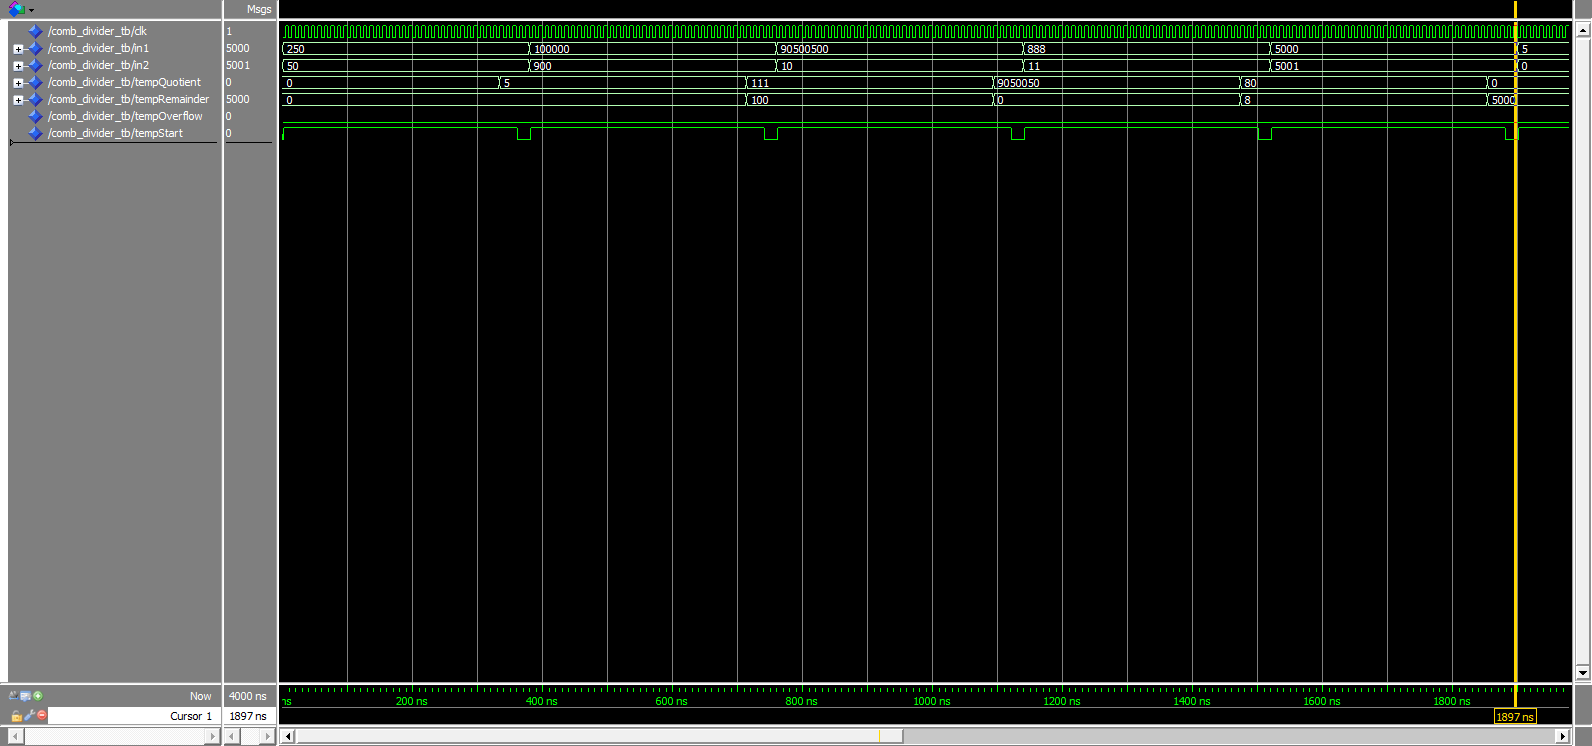 Msgs
/comb_divider_tb/clk 1
/comb_divider_tb/in1 5000 250 100000 90500500 888 5000 5
/comb_divider_tb/in2 5001 50 900 10 11 5001 0
/comb_divider_tb/tempQuotient 0 0 5 111 9050050 80 0
/comb_divider_tb/tempRemainder 5000 0 100 0 8 5000
/comb_divider_tb/tempOverflow 0
/comb_divider_tb/tempStart 0
Now 4000 ns ns 200 ns 400 ns 600 ns 800 ns 1000 ns 1200 ns 1400 ns 1600 ns 1800 ns
Cursor 1 1897 ns 1897 ns